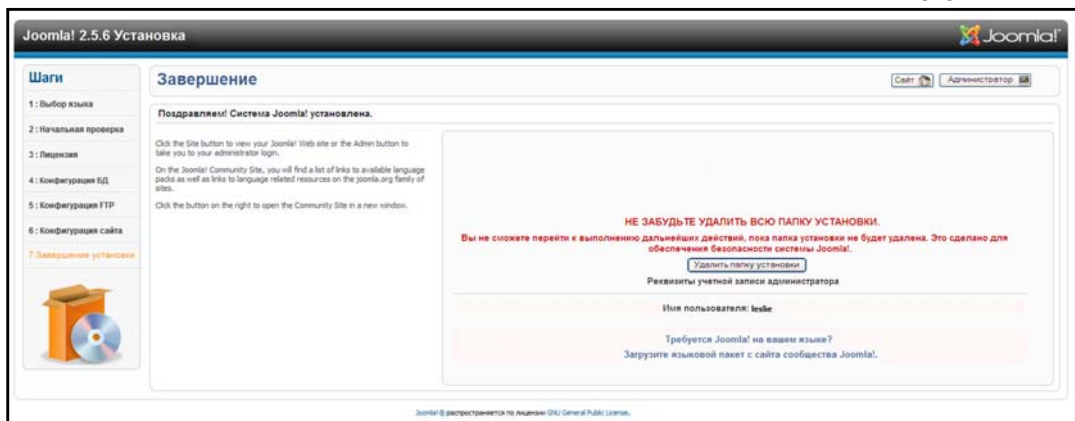 Joomla! 2.5.6 Установка
Joomla!
Шаги
1 : Выбор языка
2 : Начальная проверка
3 : Лицензия
4 : Конфигурация БД
5 : Конфигурация FTP
6 : Конфигурация сайта
7 Завершение установки
Завершение
Сайт
Администратор
Поздравляем! Система Joomla! установлена.
Click the Site button to view your Joomla! Web site or the Admin button to
take you to your administrator login.
On the Joomla! Community Site, you will find a list of links to available language
packs as well as links to language related resources on the joomla.org family of
sites.
Click the button on the right to open the Community Site in a new window.
НЕ ЗАБУДЬТЕ УДАЛИТЬ ВСЮ ПАПКУ УСТАНОВКИ.
Вы не сможете перейти к выполнению дальнейших действий, пока папка установки не будет удалена. Это сделано для
обеспечения безопасности системы Joomla!.
Удалить папку установки
Реквизиты учетной записи администратора
Имя пользователя: leslie
Требуется Joomla! на вашем языке?
Загрузите языковой пакет с сайта сообщества Joomla!.
Joomla! ® распространяется по лицензии GNU General Public License.